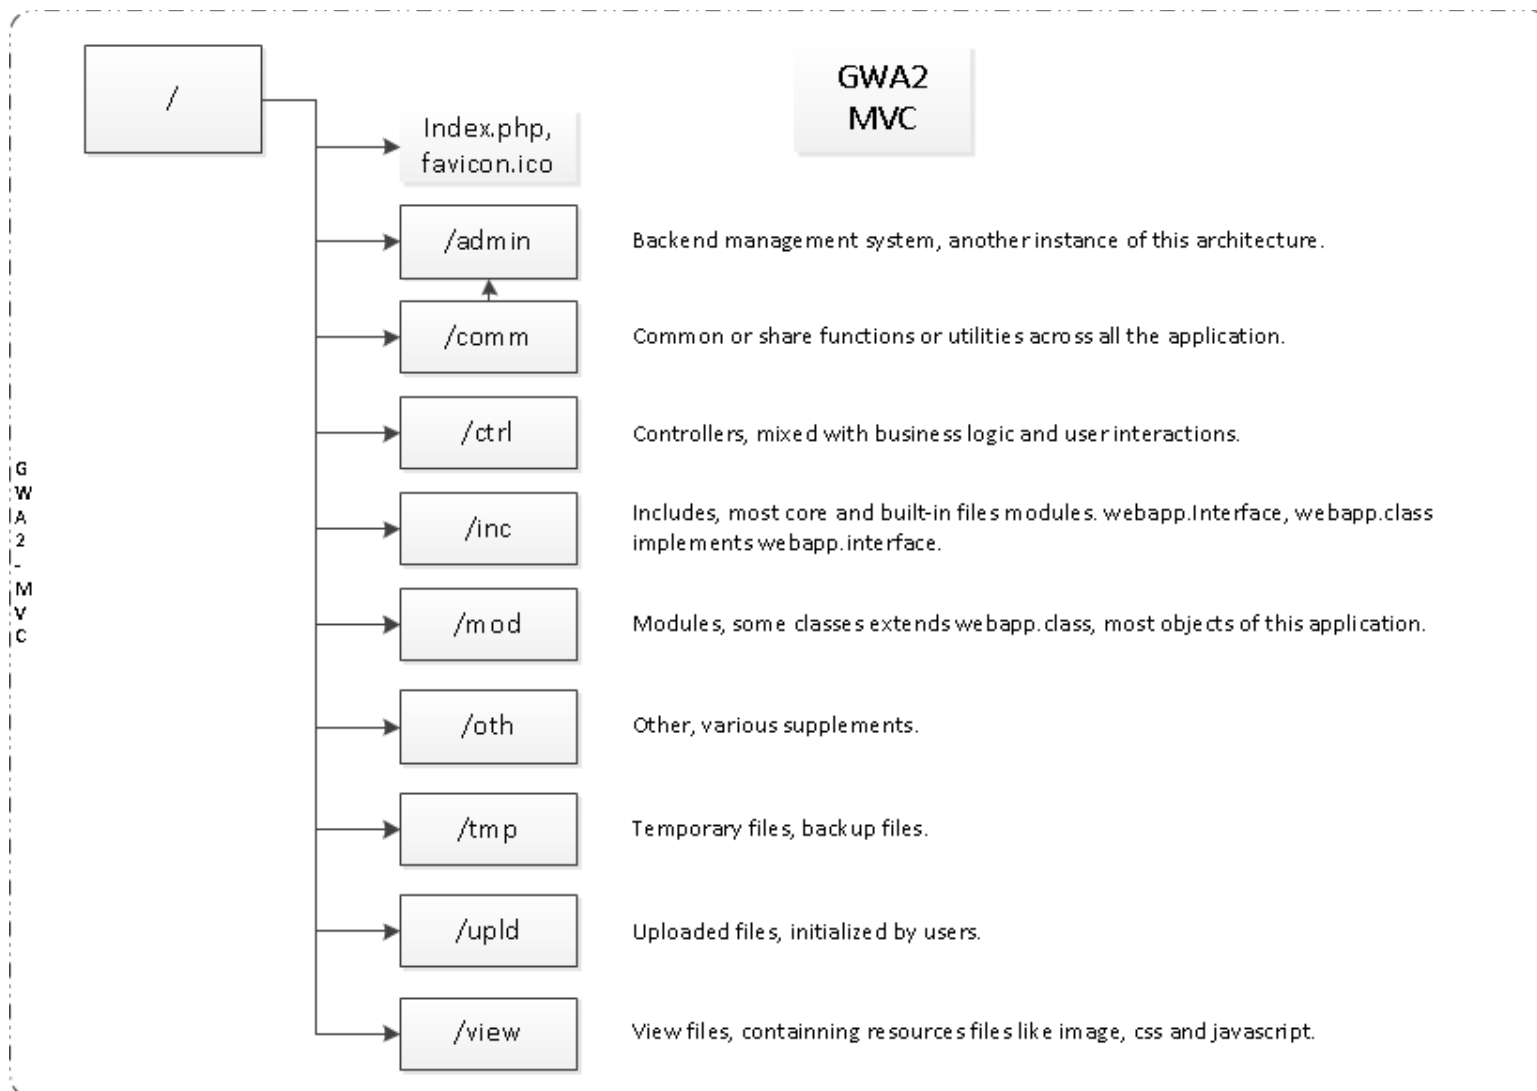 /
GWA2
MVC
Index.php,
favicon.ico
/admin
Backend management system, another instance of this architecture.
/comm
Common or share functions or utilities across all the application.
/ctrl
Controllers, mixed with business logic and user interactions.
/inc
Includes, most core and built-in files modules. webapp.Interface, webapp.class
implements webapp.interface.
/mod
Modules, some classes extends webapp.class, most objects of this application.
/oth
Other, various supplements.
/tmp
Temporary files, backup files.
/upld
Uploaded files, initialized by users.
/view
View files, containning resources files like image, css and javascript.
G
W
A
2
-
M
V
C